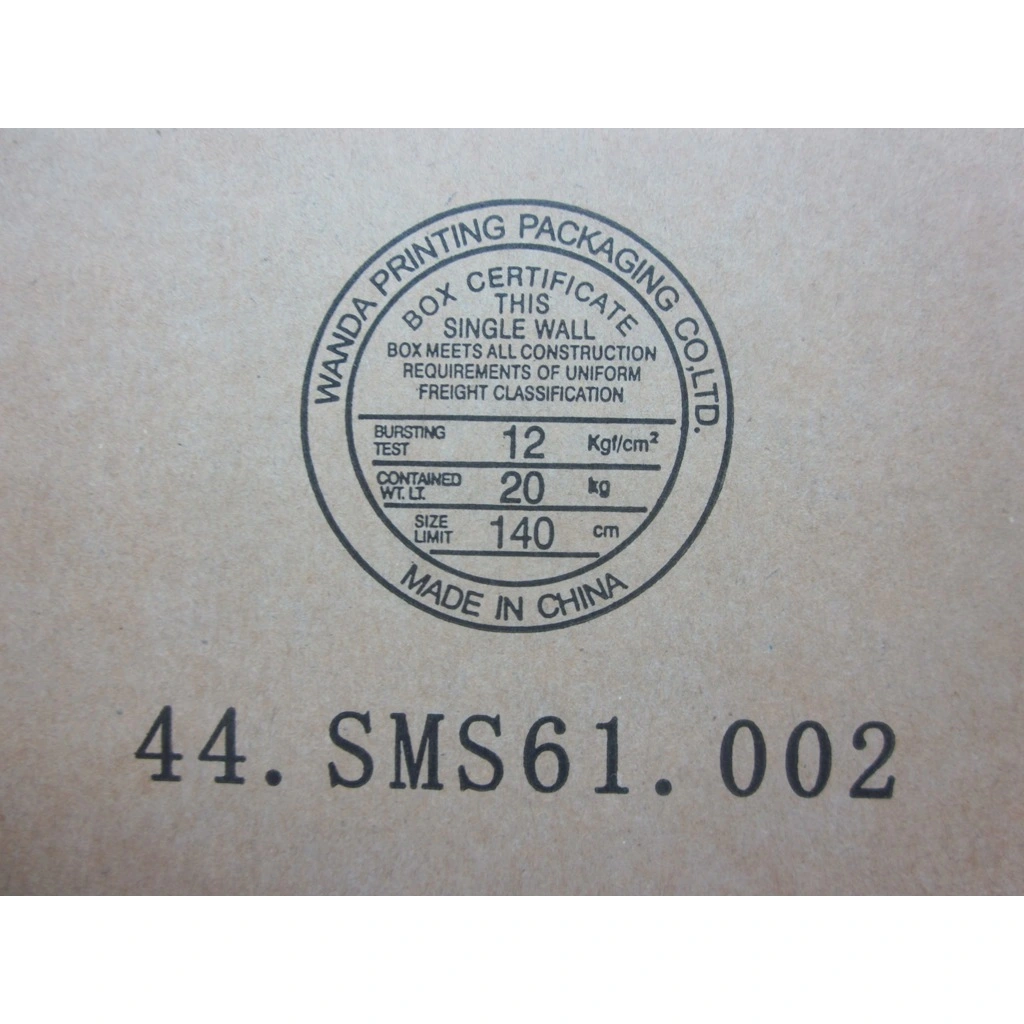 WANDA PRINTING PACKAGING CO,LTD.
BOX CERTIFICATE
THIS
SINGLE WALL
BOX MEETS ALL CONSTRUCTION
REQUIREMENTS OF UNIFORM
FREIGHT CLASSIFICATION
BURSTING TEST 12 Kgf/cm²
CONTAINED WT. LT. 20 kg
SIZE LIMIT 140 cm
MADE IN CHINA
44.SMS61.002